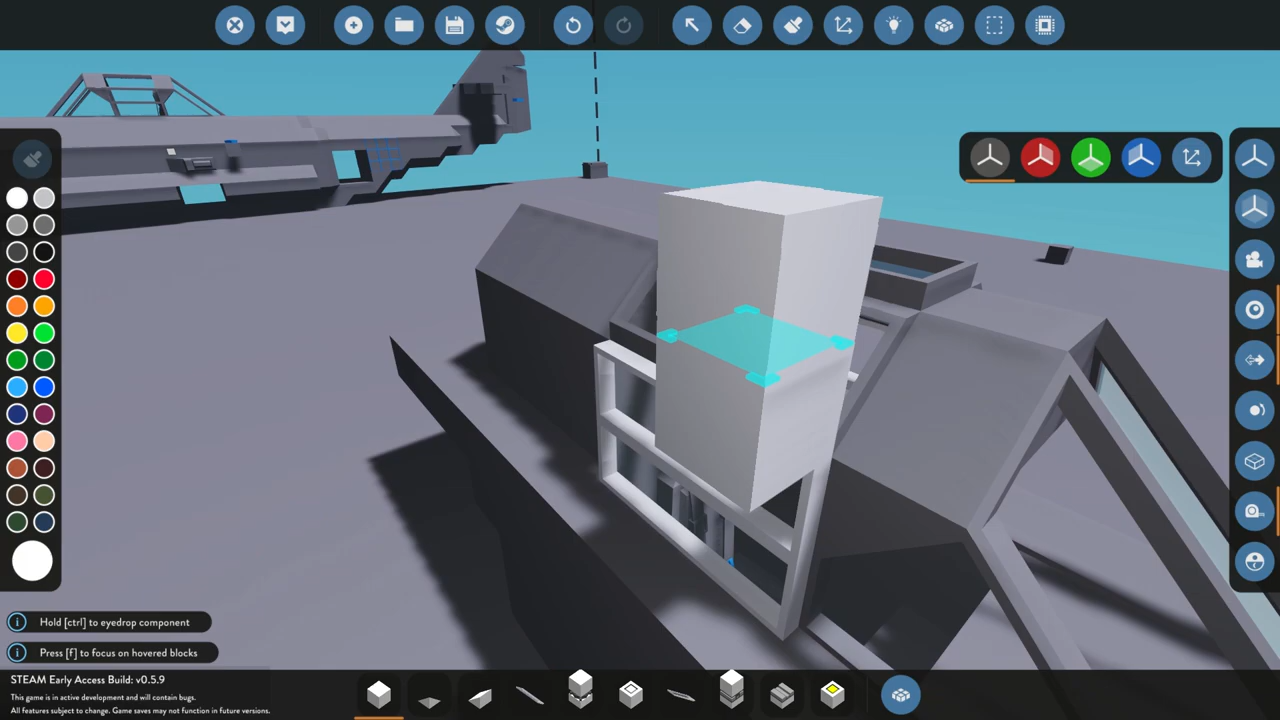 Hold [ctrl] to eyedrop component
Press [f] to focus on hovered blocks
STEAM Early Access Build: v0.5.9
This game is in active development and will contain bugs.
All features subject to change. Game saves may not function in future versions.